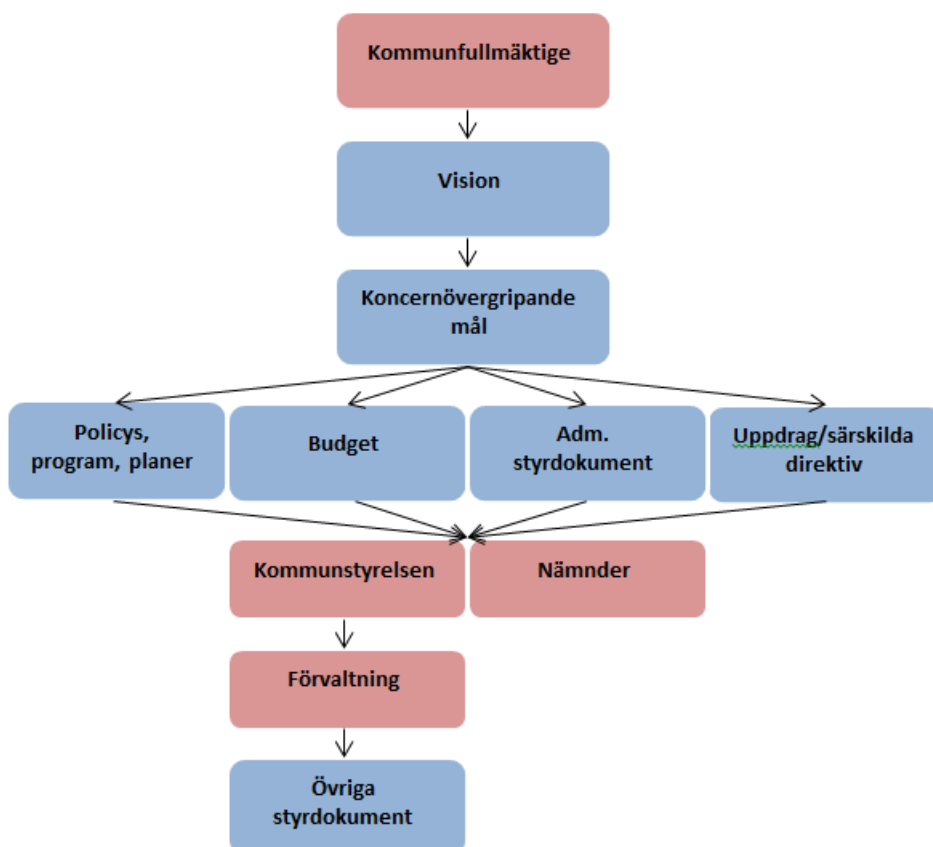 Kommunfullmäktige
Vision
Koncernövergripande
mål
Policys,
program, planer
Budget
Adm.
styrdokument
Uppdrag/särskilda
direktiv
Kommunstyrelsen
Nämnder
Förvaltning
Övriga
styrdokument